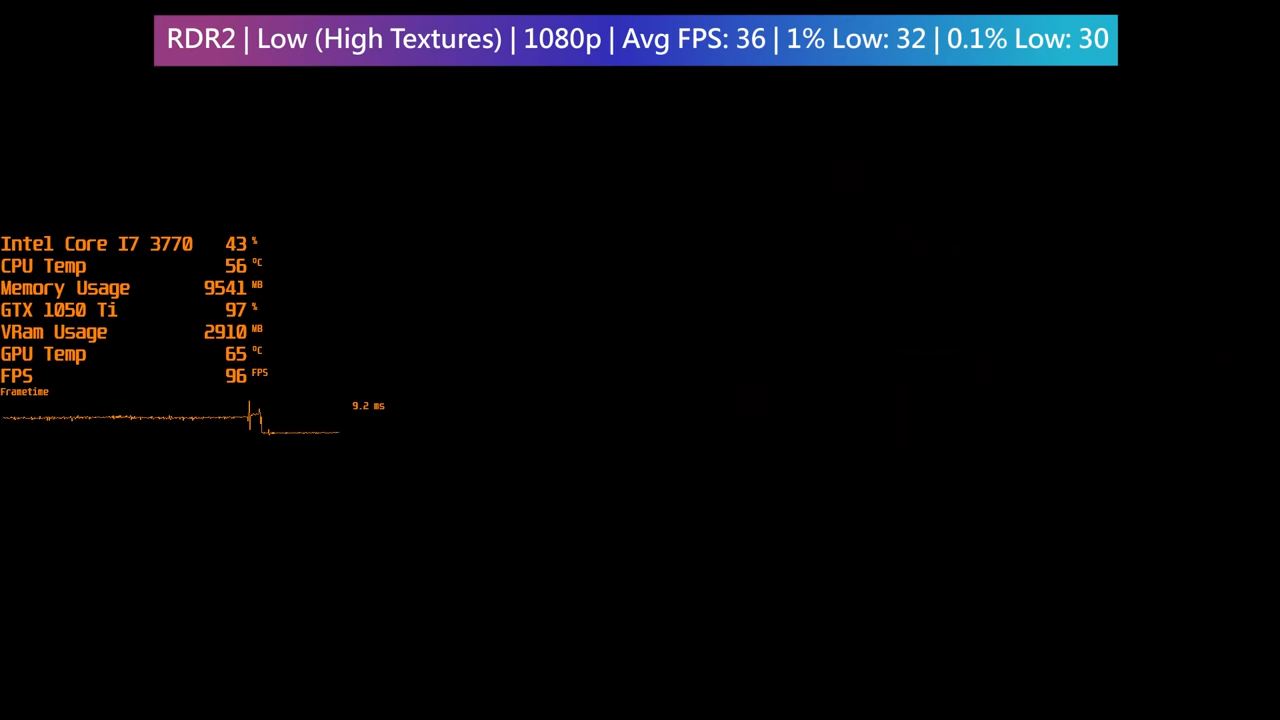 RDR2 | Low (High Textures) | 1080p | Avg FPS: 36 | 1% Low: 32 | 0.1% Low: 30
Intel Core I7 3770 43 %
CPU Temp 56 °C
Memory Usage 9541 MB
GTX 1050 Ti 97 %
VRam Usage 2910 MB
GPU Temp 65 °C
FPS 96 FPS
Frametime
9.2 ms